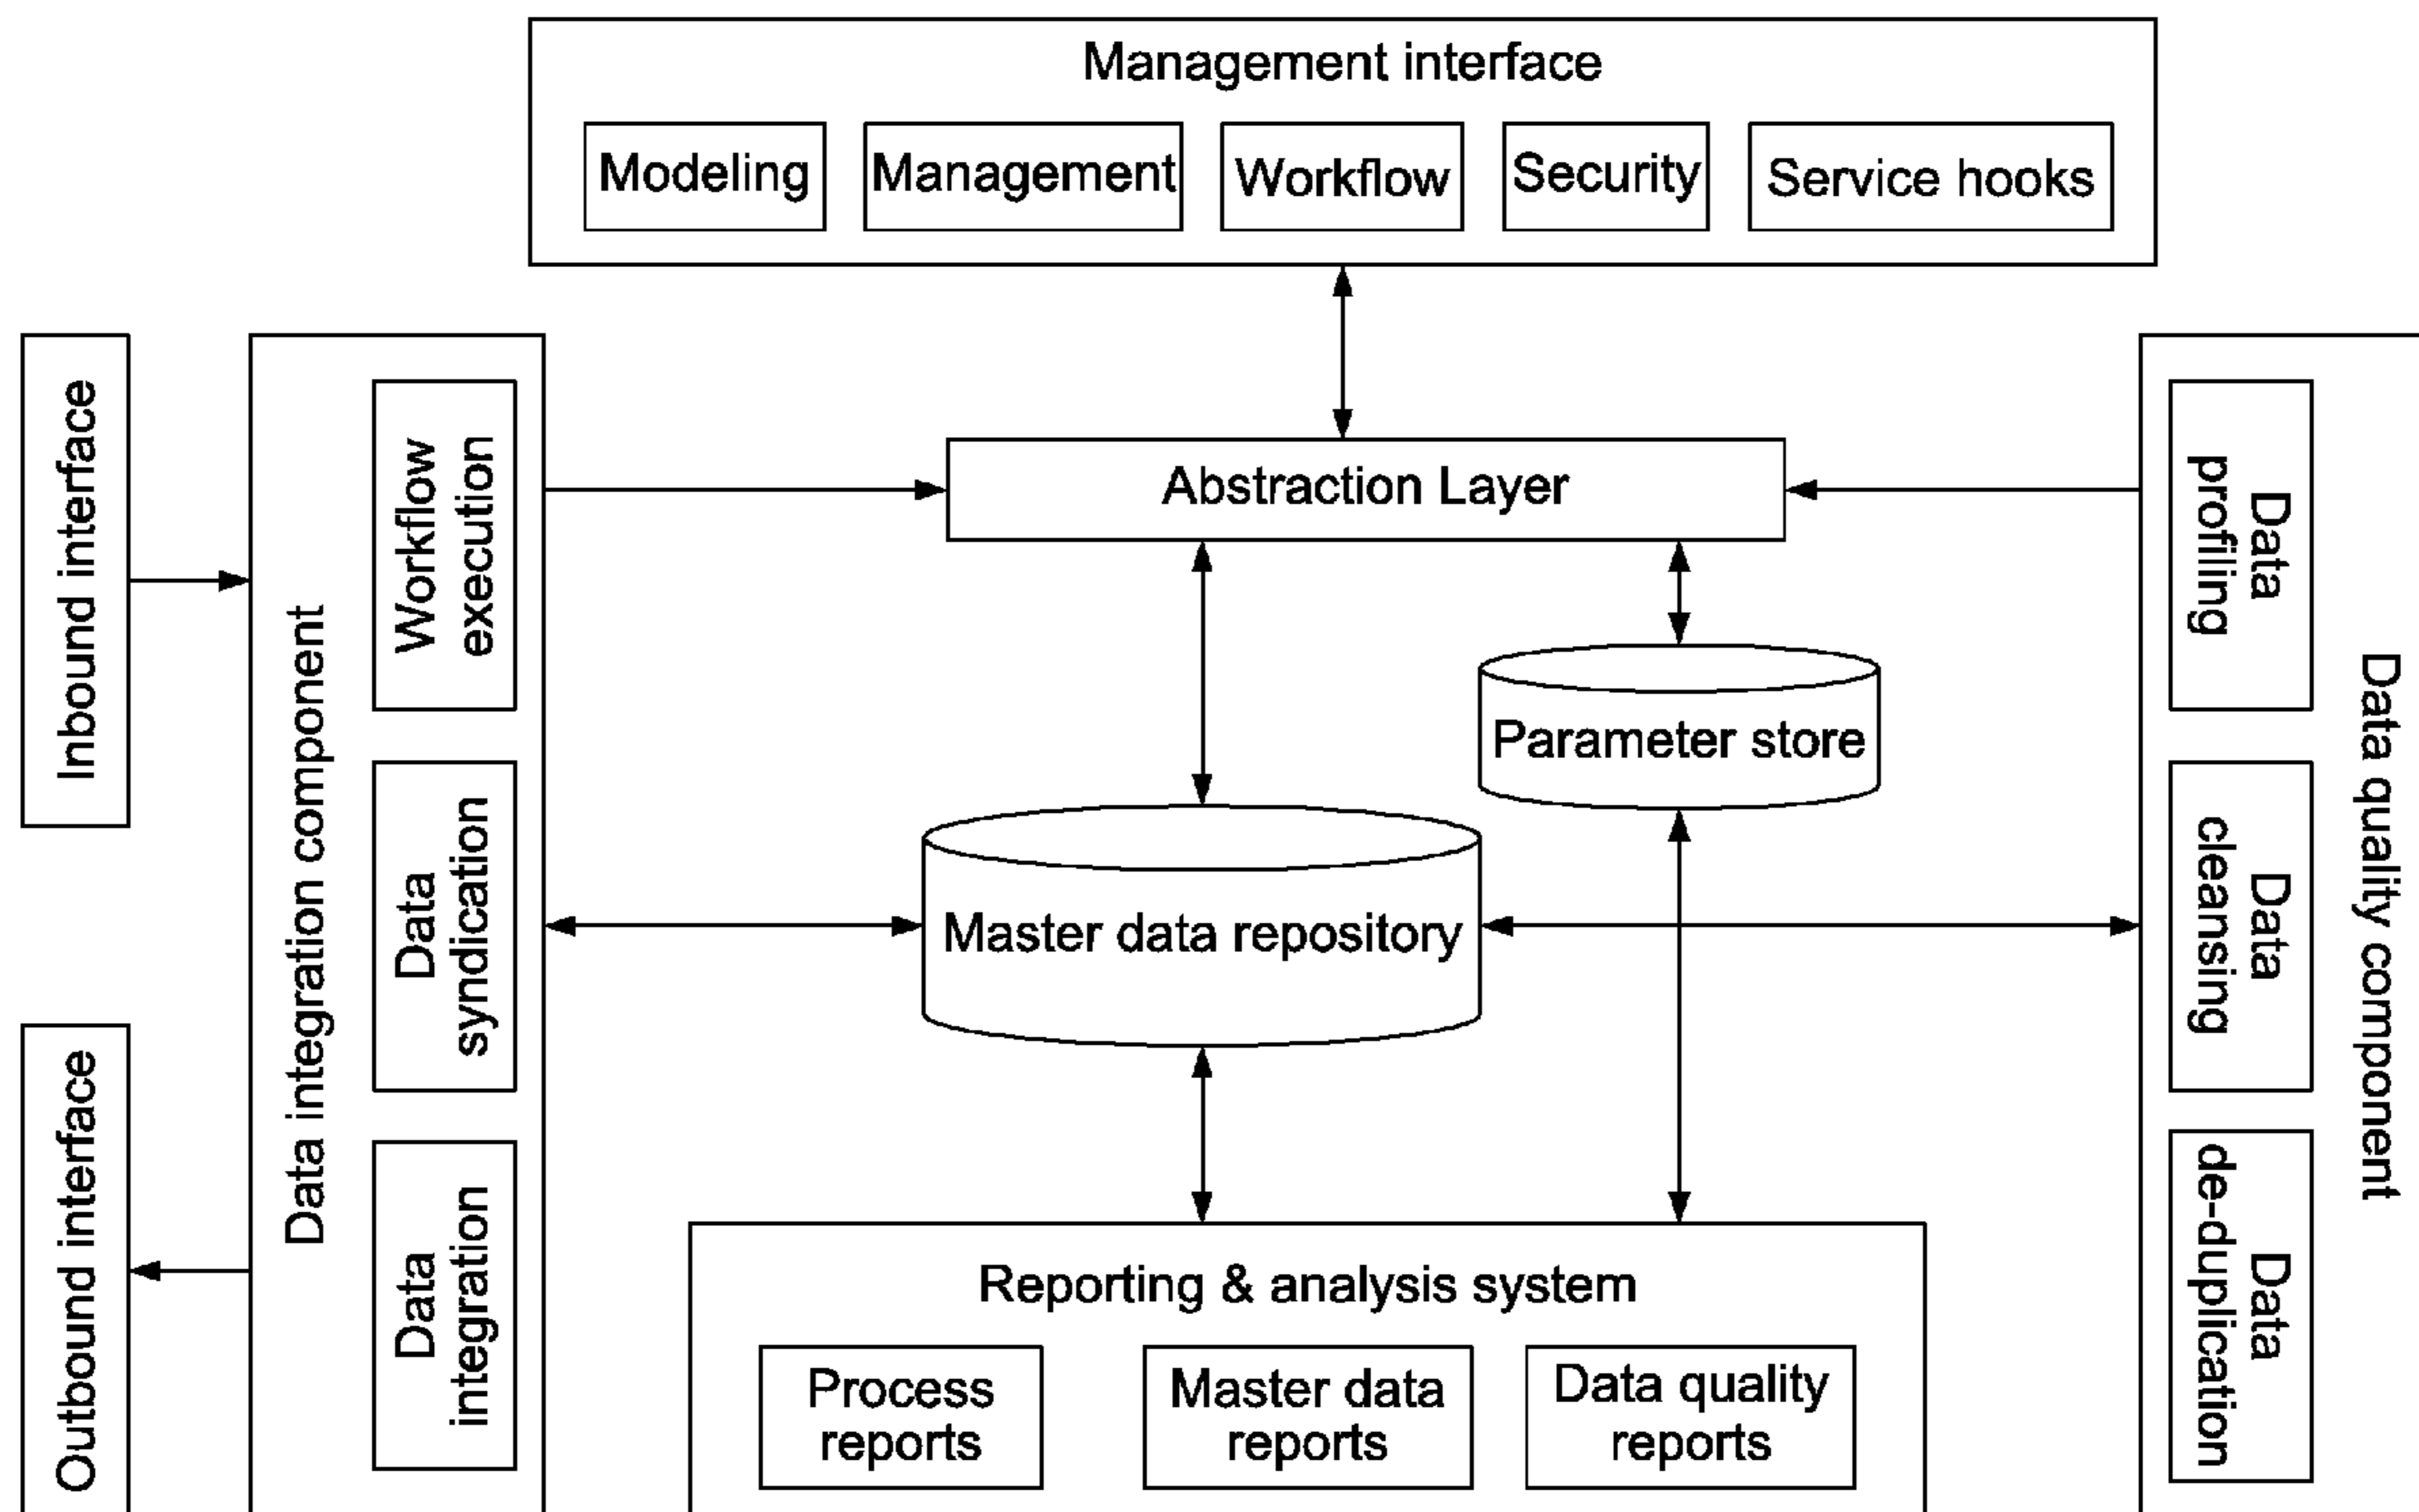 Management interface
Modeling
Management
Workflow
Security
Service hooks
Inbound interface
Outbound interface
Data integration component
Workflow
execution
Data
syndication
Data
integration
Abstraction Layer
Parameter store
Master data repository
Reporting & analysis system
Process
reports
Master data
reports
Data quality
reports
Data
profiling
Data
cleansing
Data
de-duplication
Data quality component